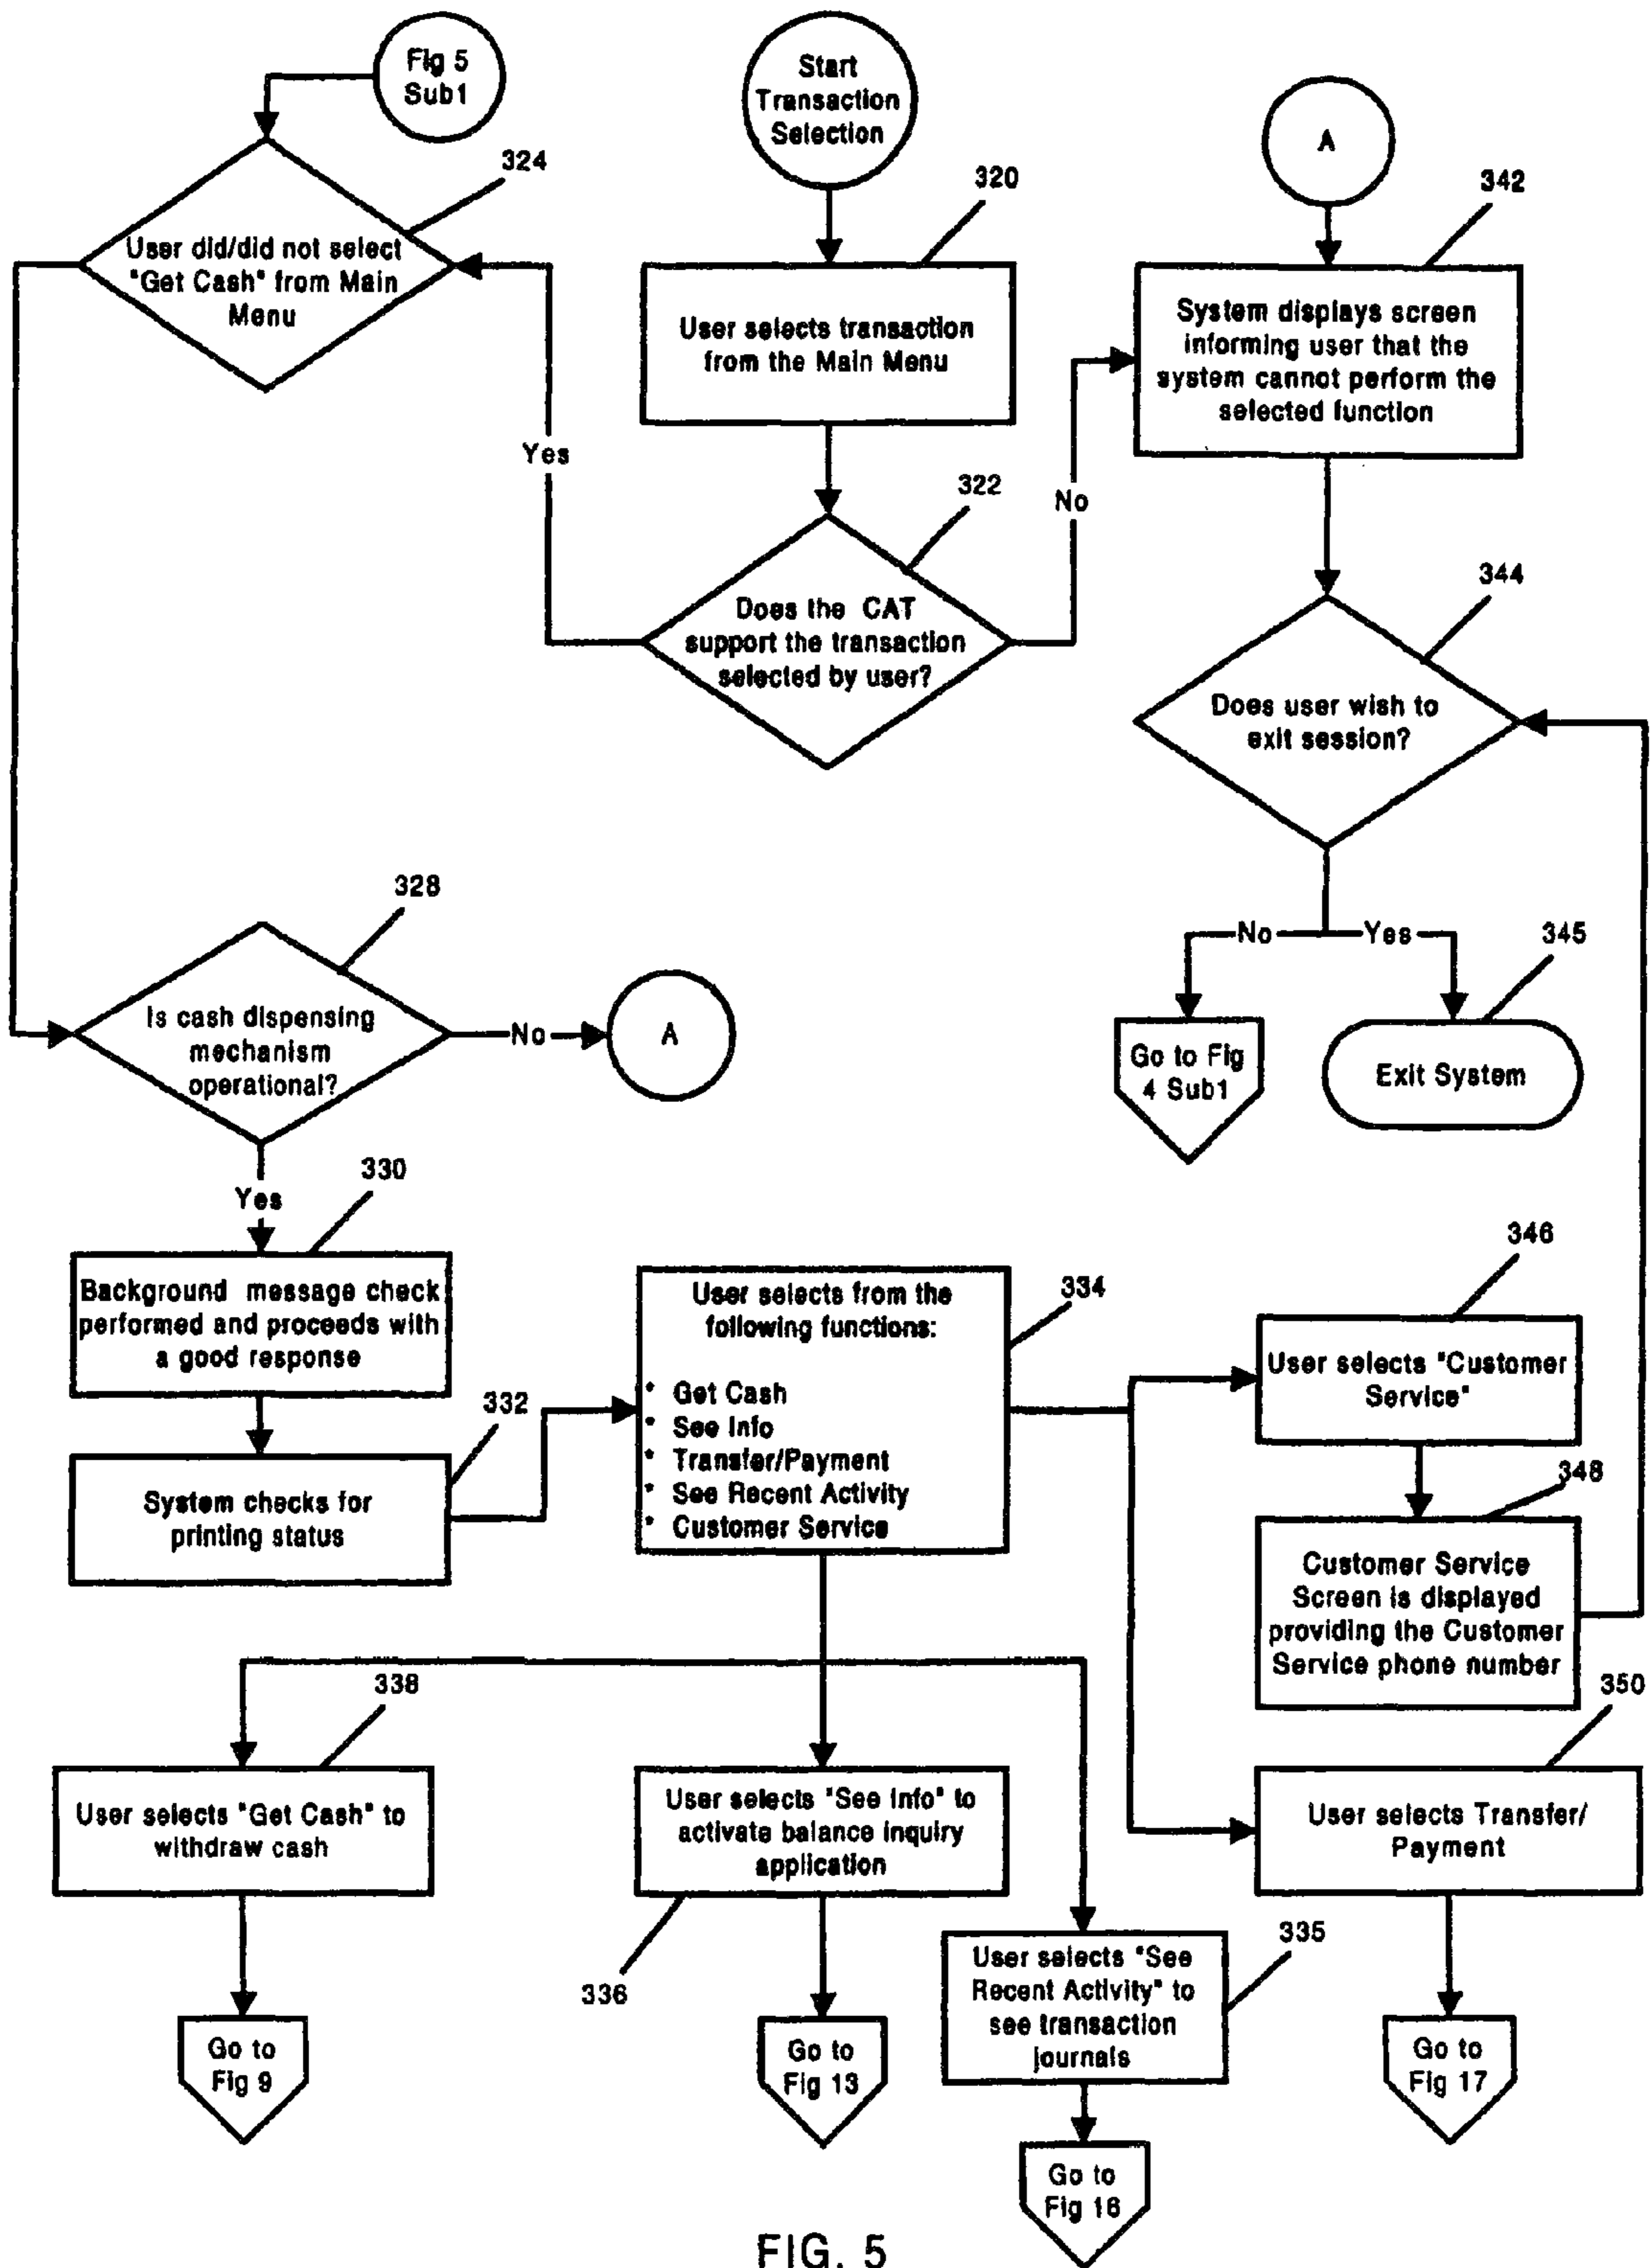 Fig 5
Sub1
324
User did/did not select
"Get Cash" from Main
Menu
Start
Transaction
Selection
320
User selects transaction
from the Main Menu
Yes
322
Does the CAT
support the transaction
selected by user?
No
A
342
System displays screen
informing user that the
system cannot perform the
selected function
344
Does user wish to
exit session?
No
Yes
345
Go to Fig
4 Sub1
Exit System
328
Is cash dispensing
mechanism
operational?
No
A
Yes
330
Background message check
performed and proceeds with
a good response
332
System checks for
printing status
334
User selects from the
following functions:
* Get Cash
* See Info
* Transfer/Payment
* See Recent Activity
* Customer Service
346
User selects "Customer
Service"
348
Customer Service
Screen is displayed
providing the Customer
Service phone number
338
User selects "Get Cash" to
withdraw cash
Go to
Fig 9
User selects "See Info" to
activate balance inquiry
application
336
Go to
Fig 13
335
User selects "See
Recent Activity" to
see transaction
journals
Go to
Fig 16
350
User selects Transfer/
Payment
Go to
Fig 17
FIG. 5